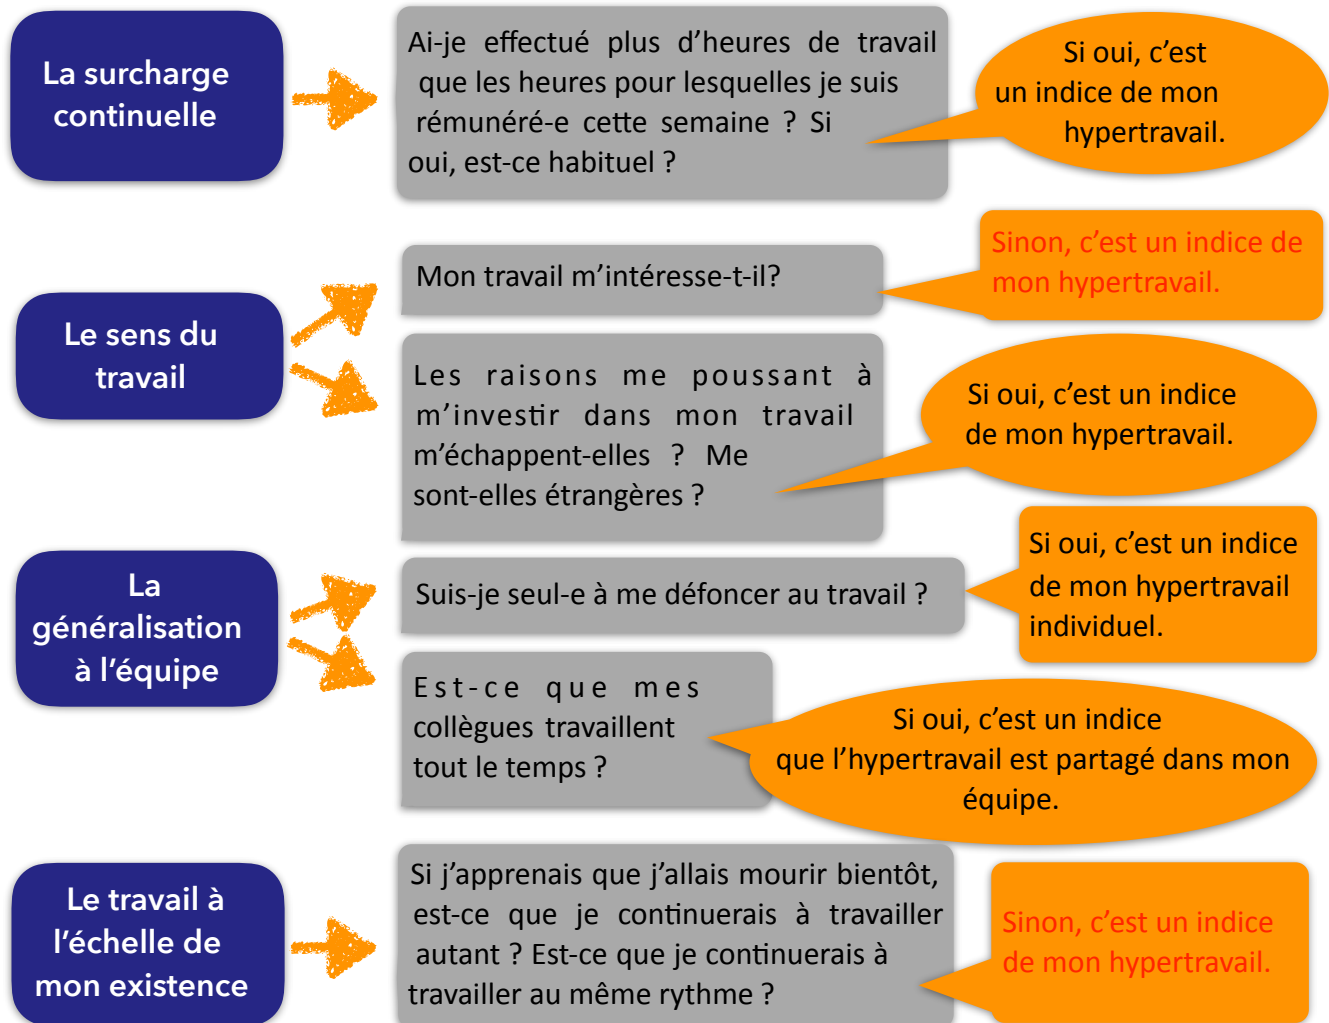 La surcharge
continuelle
Ai-je effectué plus d’heures de travail
que les heures pour lesquelles je suis
rémunéré-e cette semaine ? Si
oui, est-ce habituel ?
Si oui, c’est
un indice de mon
hypertravail.
Le sens du
travail
Mon travail m’intéresse-t-il?
Sinon, c’est un indice de
mon hypertravail.
Les raisons me poussant à
m’investir dans mon travail
m’échappent-elles ? Me
sont-elles étrangères ?
Si oui, c’est un indice
de mon hypertravail.
La
généralisation
à l’équipe
Suis-je seul-e à me défoncer au travail ?
Si oui, c’est un indice
de mon hypertravail
individuel.
Est-ce que mes
collègues travaillent
tout le temps ?
Si oui, c’est un indice
que l’hypertravail est partagé dans mon
équipe.
Le travail à
l’échelle de
mon existence
Si j’apprenais que j’allais mourir bientôt,
est-ce que je continuerais à travailler
autant ? Est-ce que je continuerais à
travailler au même rythme ?
Sinon, c’est un indice
de mon hypertravail.